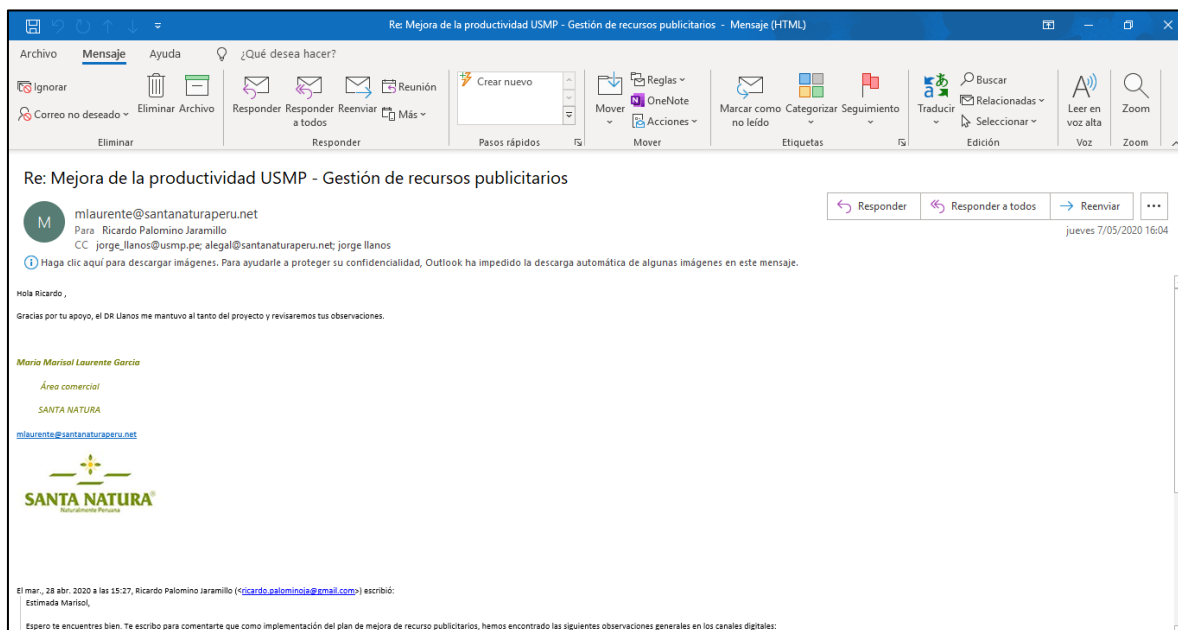 Re: Mejora de la productividad USMP - Gestión de recursos publicitarios - Mensaje (HTML)
Archivo Mensaje Ayuda ¿Qué desea hacer?
Ignorar
Correo no deseado
Eliminar Archivo
Eliminar
Responder Responder a todos Reenviar
Reunión
Más
Responder
Crear nuevo
Pasos rápidos
Mover
Reglas
OneNote
Acciones
Mover
Marcar como no leído Categorizar Seguimiento
Etiquetas
Traducir
Buscar
Relacionadas
Seleccionar
Edición
Leer en voz alta
Voz
Zoom
Zoom
Re: Mejora de la productividad USMP - Gestión de recursos publicitarios
M
mlaurente@santanaturaperu.net
Para Ricardo Palomino Jaramillo
CC jorge_llanos@usmp.pe; alegal@santanaturaperu.net; jorge llanos
Responder Responder a todos Reenviar ...
jueves 7/05/2020 16:04
Haga clic aquí para descargar imágenes. Para ayudarle a proteger su confidencialidad, Outlook ha impedido la descarga automática de algunas imágenes en este mensaje.
Hola Ricardo ,
Gracias por tu apoyo, el DR Llanos me mantuvo al tanto del proyecto y revisaremos tus observaciones.
Maria Marisol Laurente Garcia
Área comercial
SANTA NATURA
mlaurente@santanaturaperu.net
SANTA NATURA®
Naturalmente Peruana
El mar., 28 abr. 2020 a las 15:27, Ricardo Palomino Jaramillo (<ricardo.palominoja@gmail.com>) escribió:
Estimada Marisol,
Espero te encuentres bien. Te escribo para comentarte que como implementación del plan de mejora de recurso publicitarios, hemos encontrado las siguientes observaciones generales en los canales digitales: